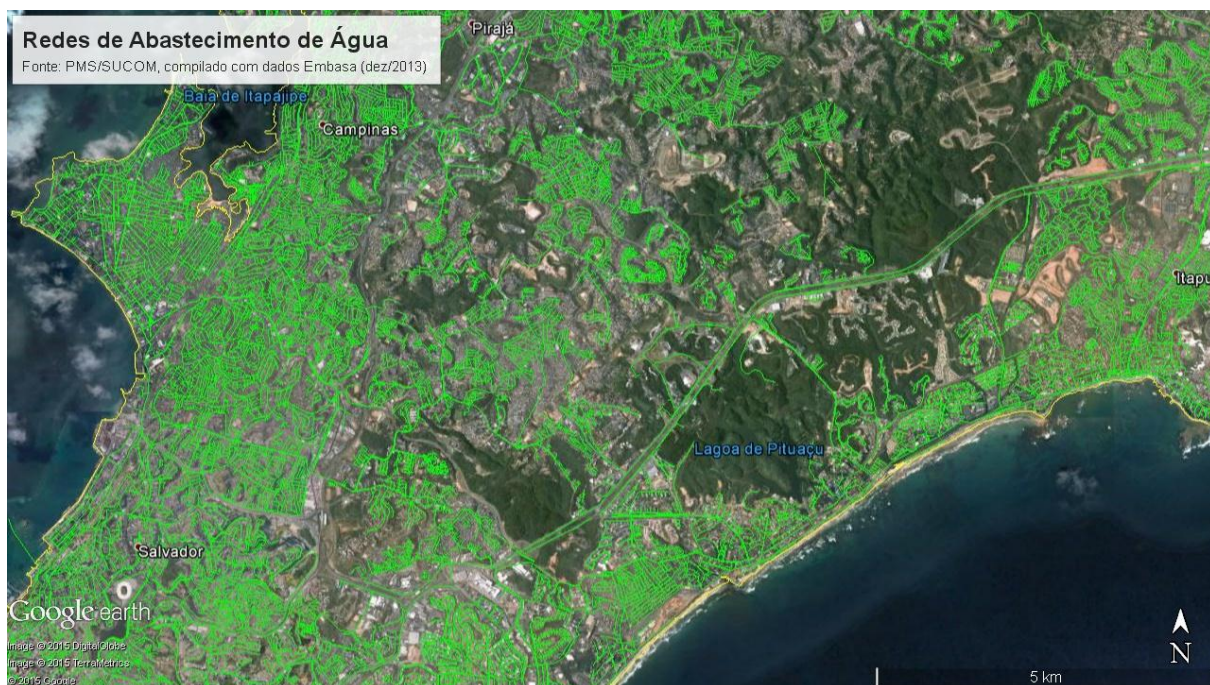 Redes de Abastecimento de Água
Fonte: PMS/SUCOM, compilado com dados Embasa (dez/2013)
Pirajá
Baia de Itapajipe
Campinas
Itapu
Lagoa de Pituaçu
Salvador
Google earth
Image © 2015 DigitalGlobe
Image © 2015 TerraMetrics
© 2015 Google
N
5 km